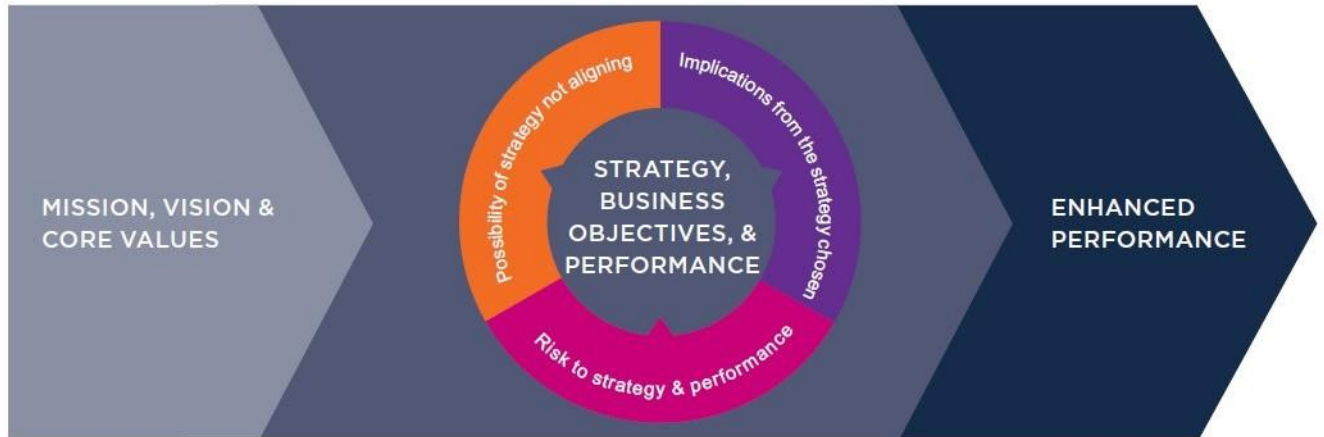 MISSION, VISION &
CORE VALUES
Possibility of strategy not aligning
Implications from the strategy chosen
STRATEGY,
BUSINESS
OBJECTIVES, &
PERFORMANCE
Risk to strategy & performance
ENHANCED
PERFORMANCE